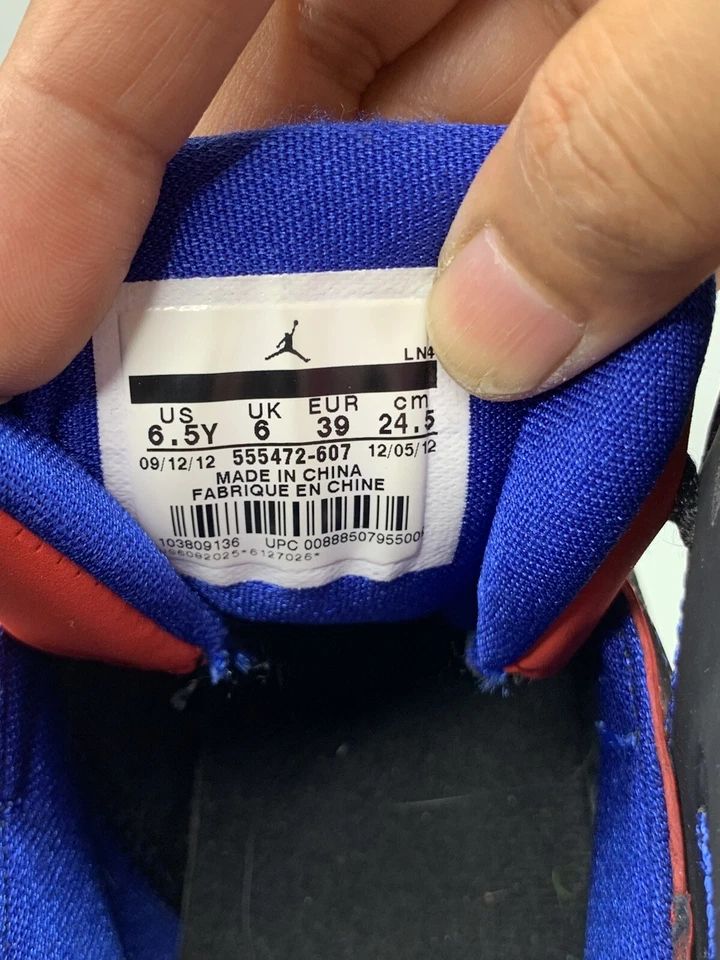 LN4
US UK EUR cm
6.5Y 6 39 24.5
09/12/12 555472-607 12/05/12
MADE IN CHINA
FABRIQUE EN CHINE
103809136 UPC 0088850795500